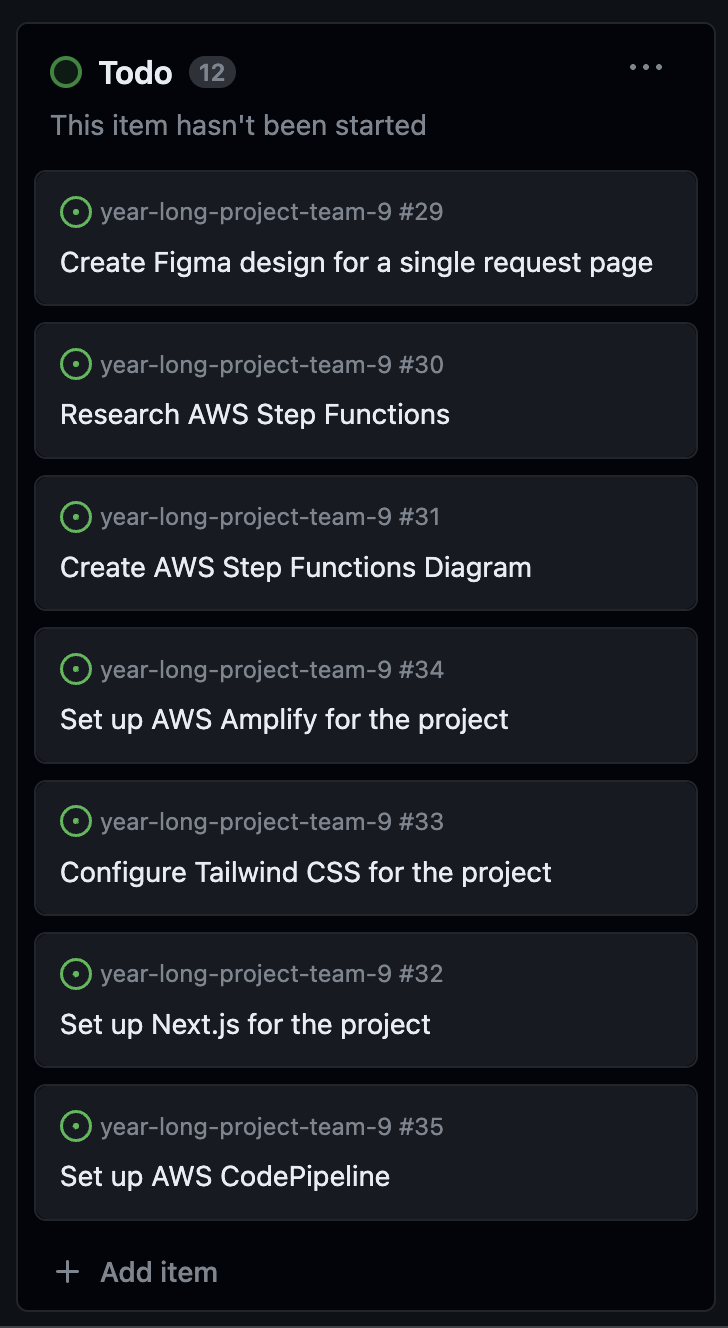 Todo 12
This item hasn't been started
year-long-project-team-9 #29
Create Figma design for a single request page
year-long-project-team-9 #30
Research AWS Step Functions
year-long-project-team-9 #31
Create AWS Step Functions Diagram
year-long-project-team-9 #34
Set up AWS Amplify for the project
year-long-project-team-9 #33
Configure Tailwind CSS for the project
year-long-project-team-9 #32
Set up Next.js for the project
year-long-project-team-9 #35
Set up AWS CodePipeline
+ Add item